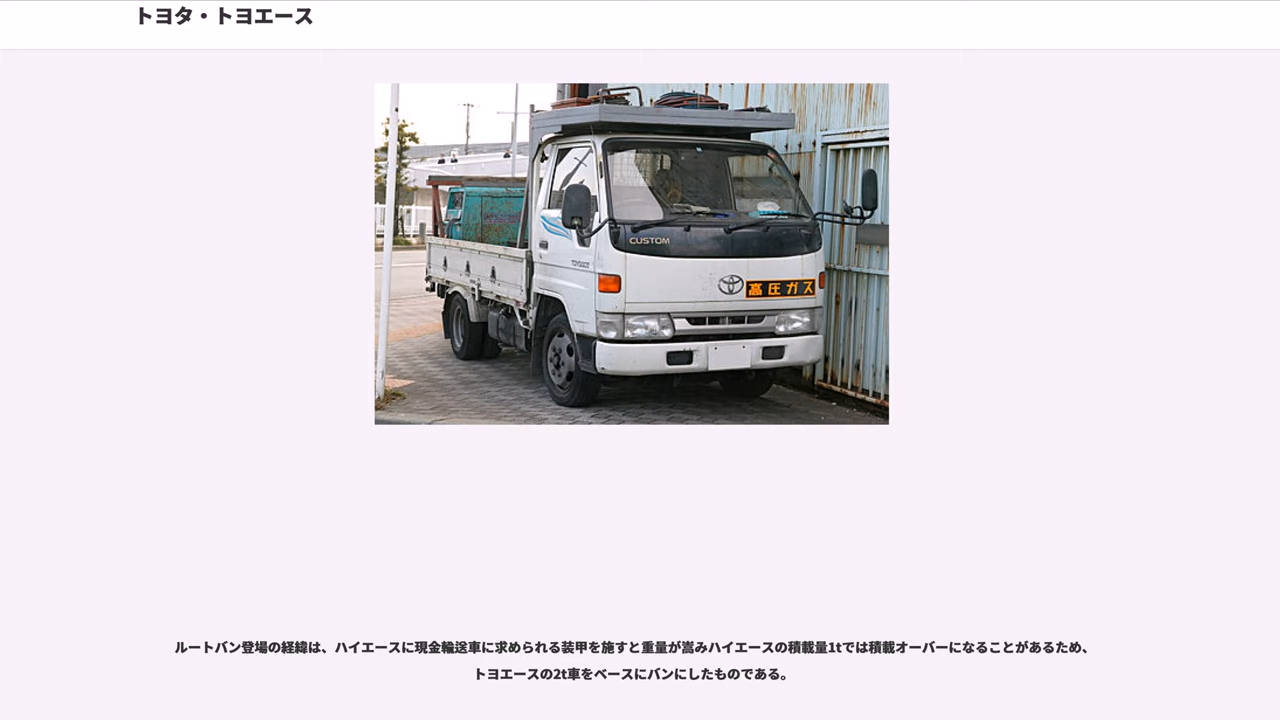 トヨタ・トヨエース
CUSTOM
高圧ガス
ルートバン登場の経緯は、ハイエースに現金輸送車に求められる装甲を施すと重量が嵩みハイエースの積載量1tでは積載オーバーになることがあるため、
トヨエースの2t車をベースにバンにしたものである。